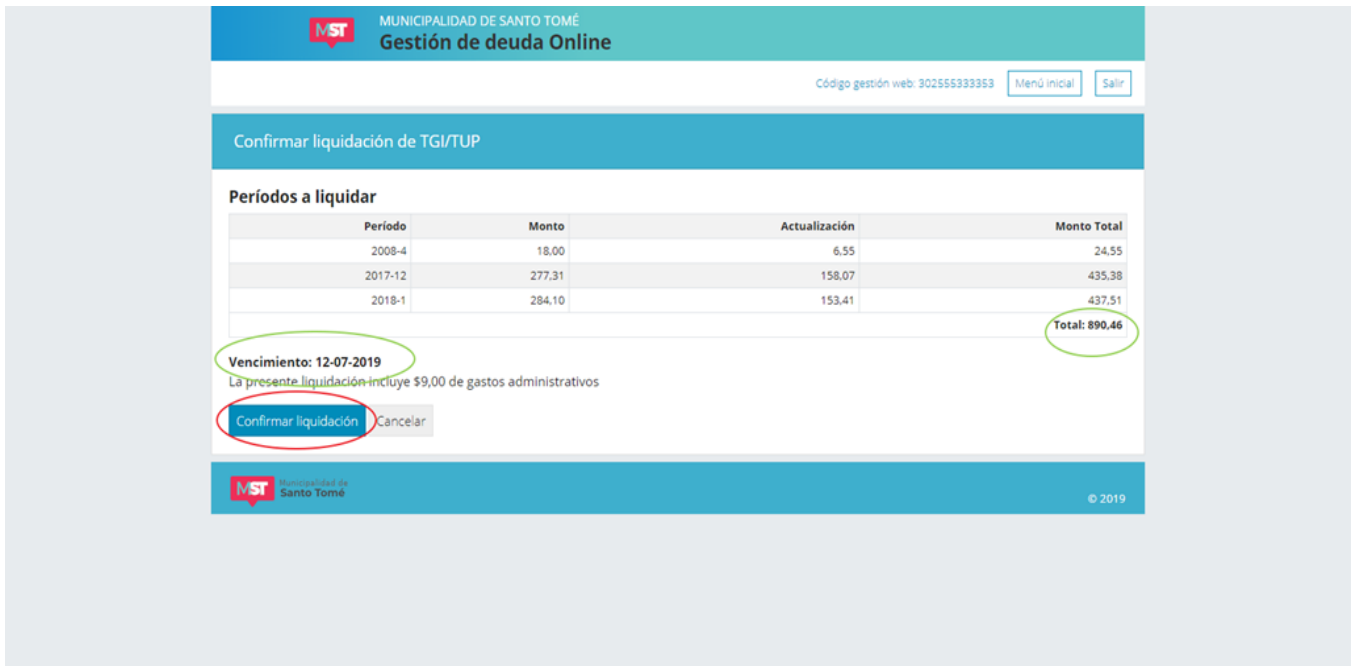 MST
MUNICIPALIDAD DE SANTO TOMÉ
Gestión de deuda Online
Código gestión web: 302555333353 Menú inicial Salir
Confirmar liquidación de TGI/TUP
Períodos a liquidar
Período Monto Actualización Monto Total
2008-4 18,00 6,55 24,55
2017-12 277,31 158,07 435,38
2018-1 284,10 153,41 437,51
Total: 890,46
Vencimiento: 12-07-2019
La presente liquidación incluye $9,00 de gastos administrativos
Confirmar liquidación Cancelar
MST Municipalidad de
Santo Tomé
© 2019